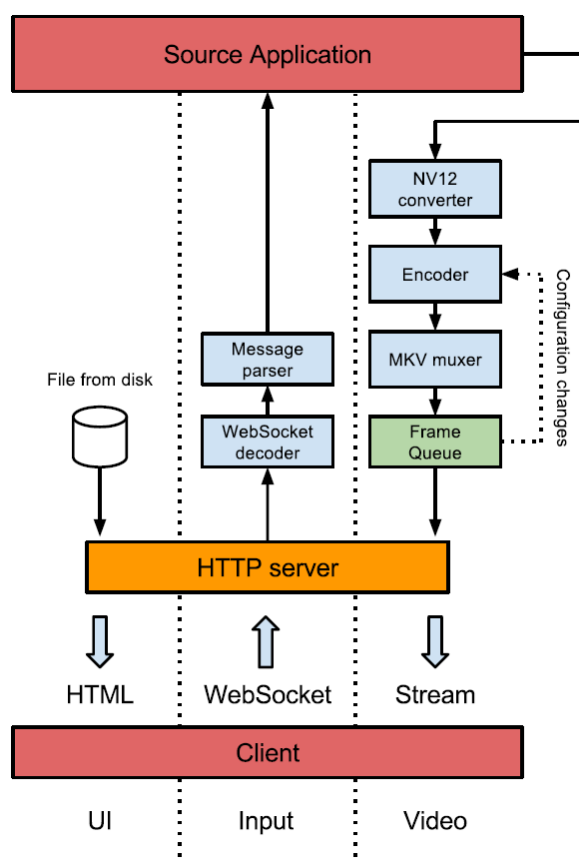 Source Application
NV12
converter
Encoder
Configuration changes
Message
parser
MKV muxer
File from disk
WebSocket
decoder
Frame
Queue
HTTP server
HTML
WebSocket
Stream
Client
UI
Input
Video